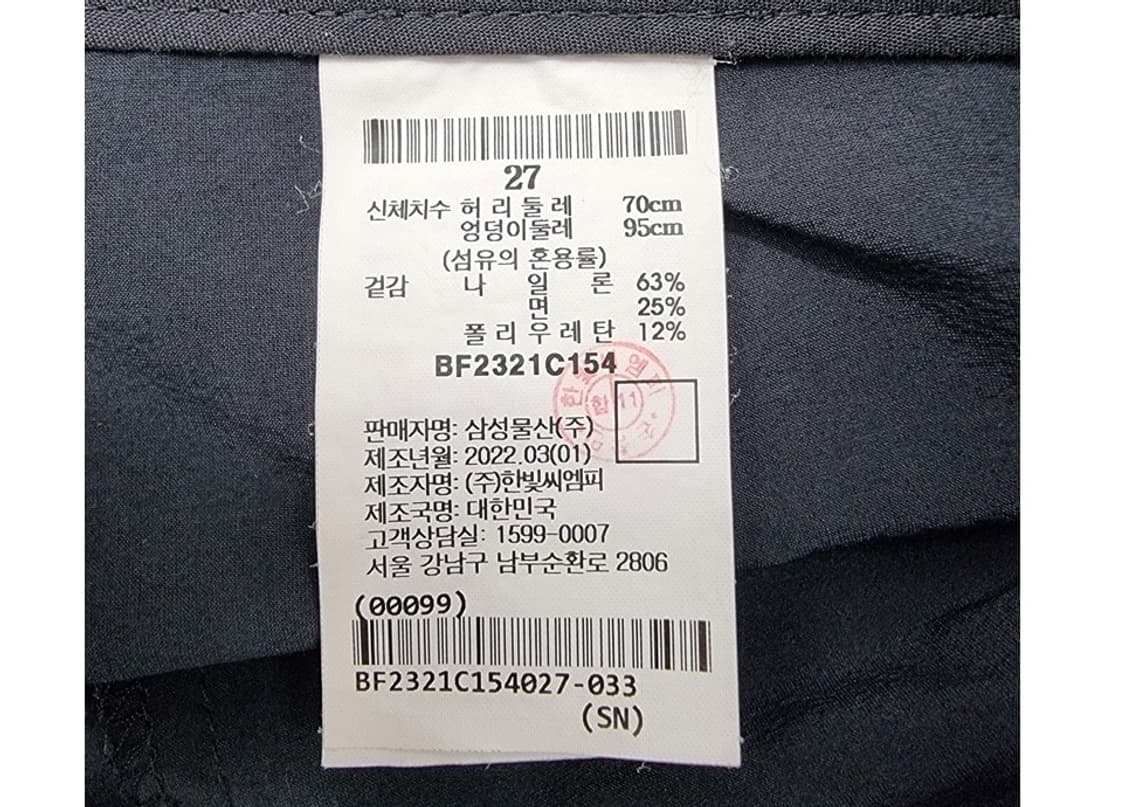 27
신체치수 허리둘레 70cm
엉덩이둘레 95cm
(섬유의 혼용률)
겉감 나일론 63%
면 25%
폴리우레탄 12%
BF2321C154
합 11
판매자명: 삼성물산(주)
제조년월: 2022.03(01)
제조자명: (주)한빛씨엠피
제조국명: 대한민국
고객상담실: 1599-0007
서울 강남구 남부순환로 2806
(00099)
BF2321C154027-033
(SN)